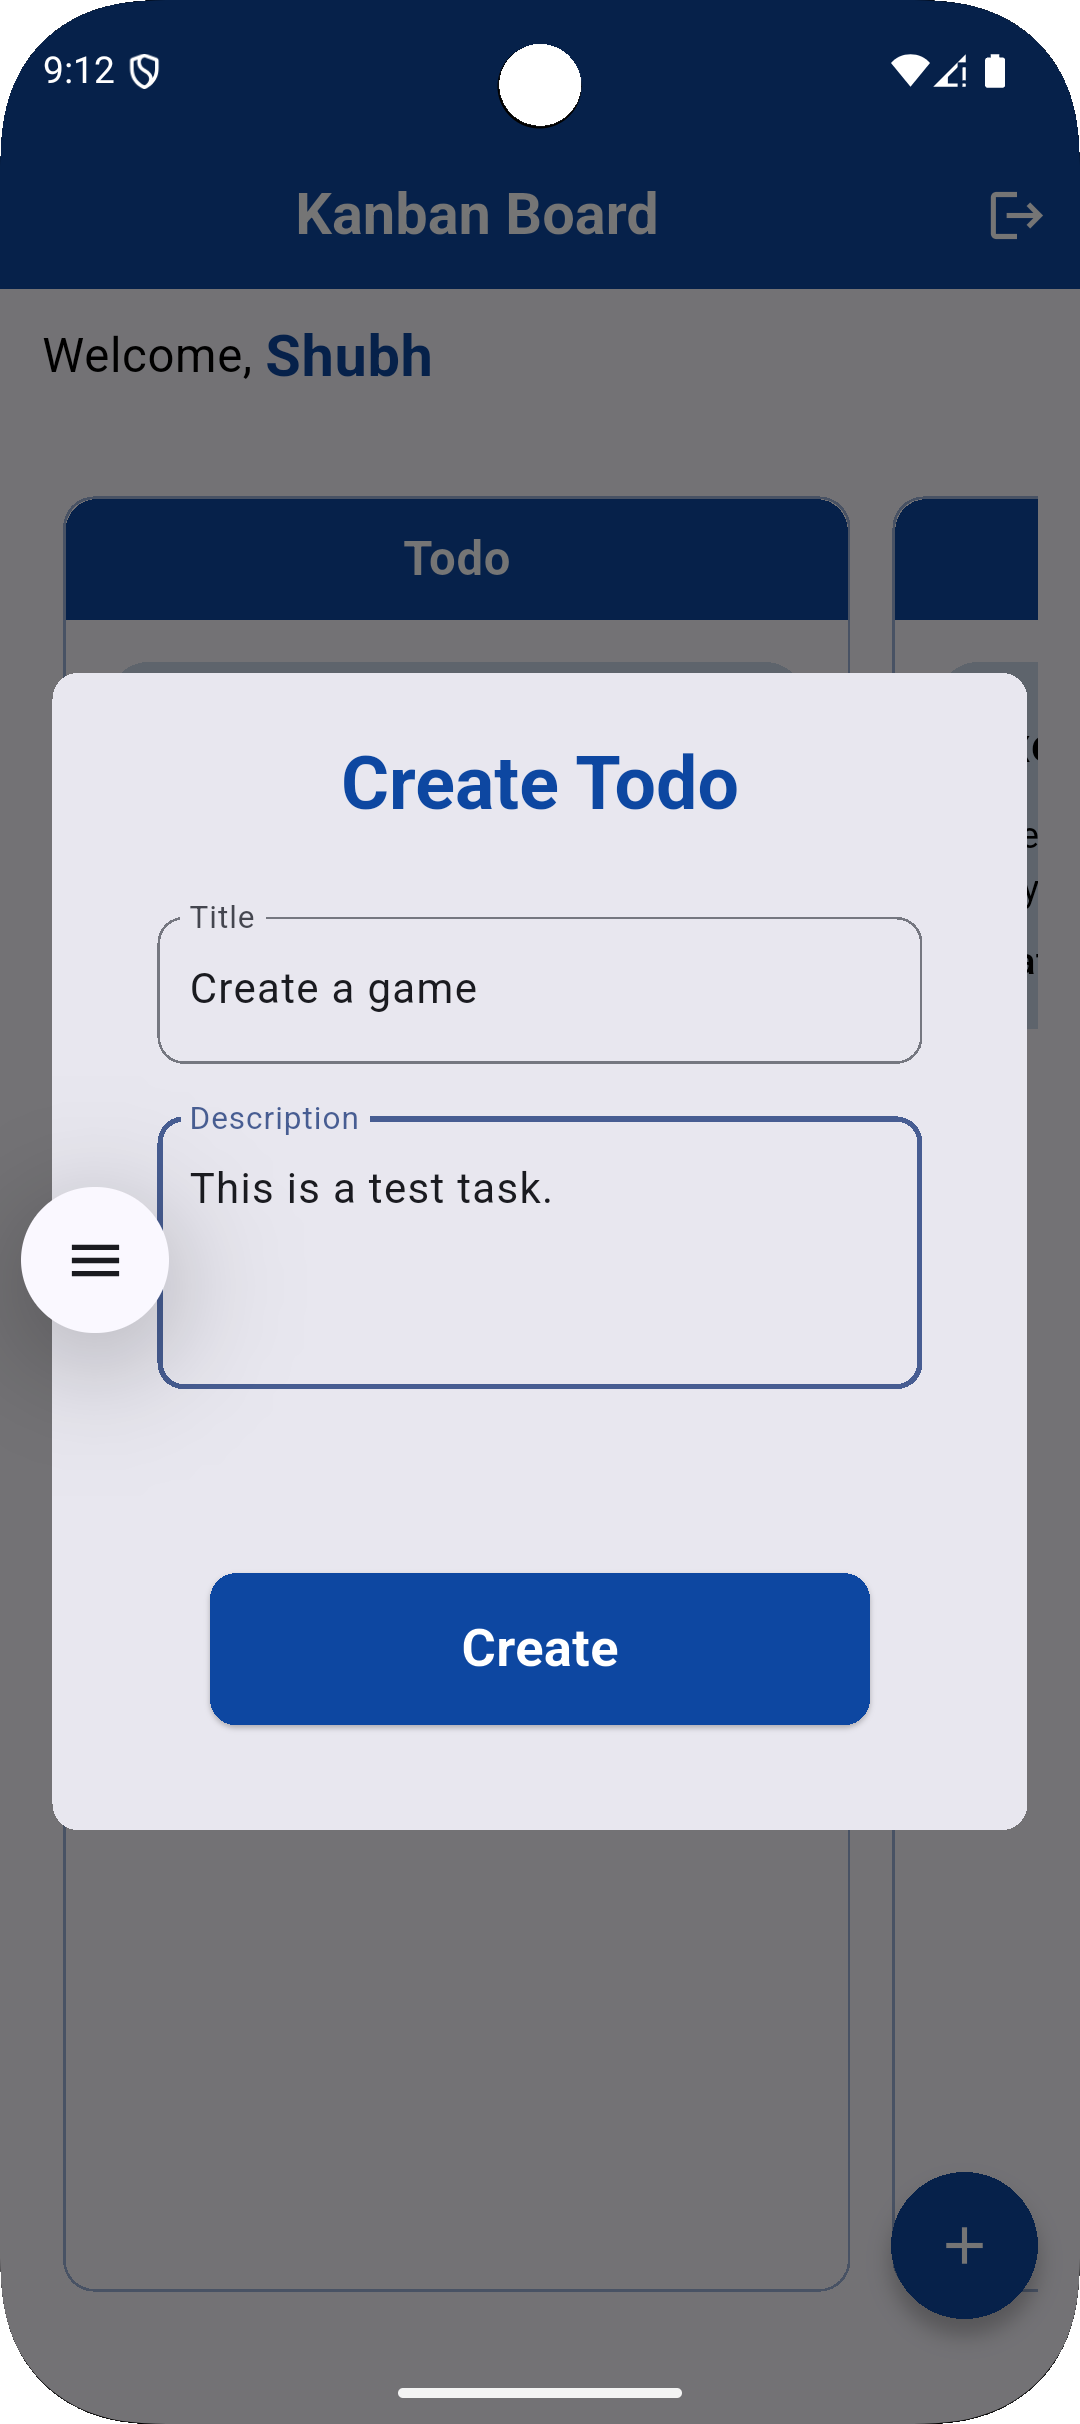 9:12
Kanban Board
Welcome, Shubh
Todo
Create Todo
Title
Create a game
Description
This is a test task.
Create